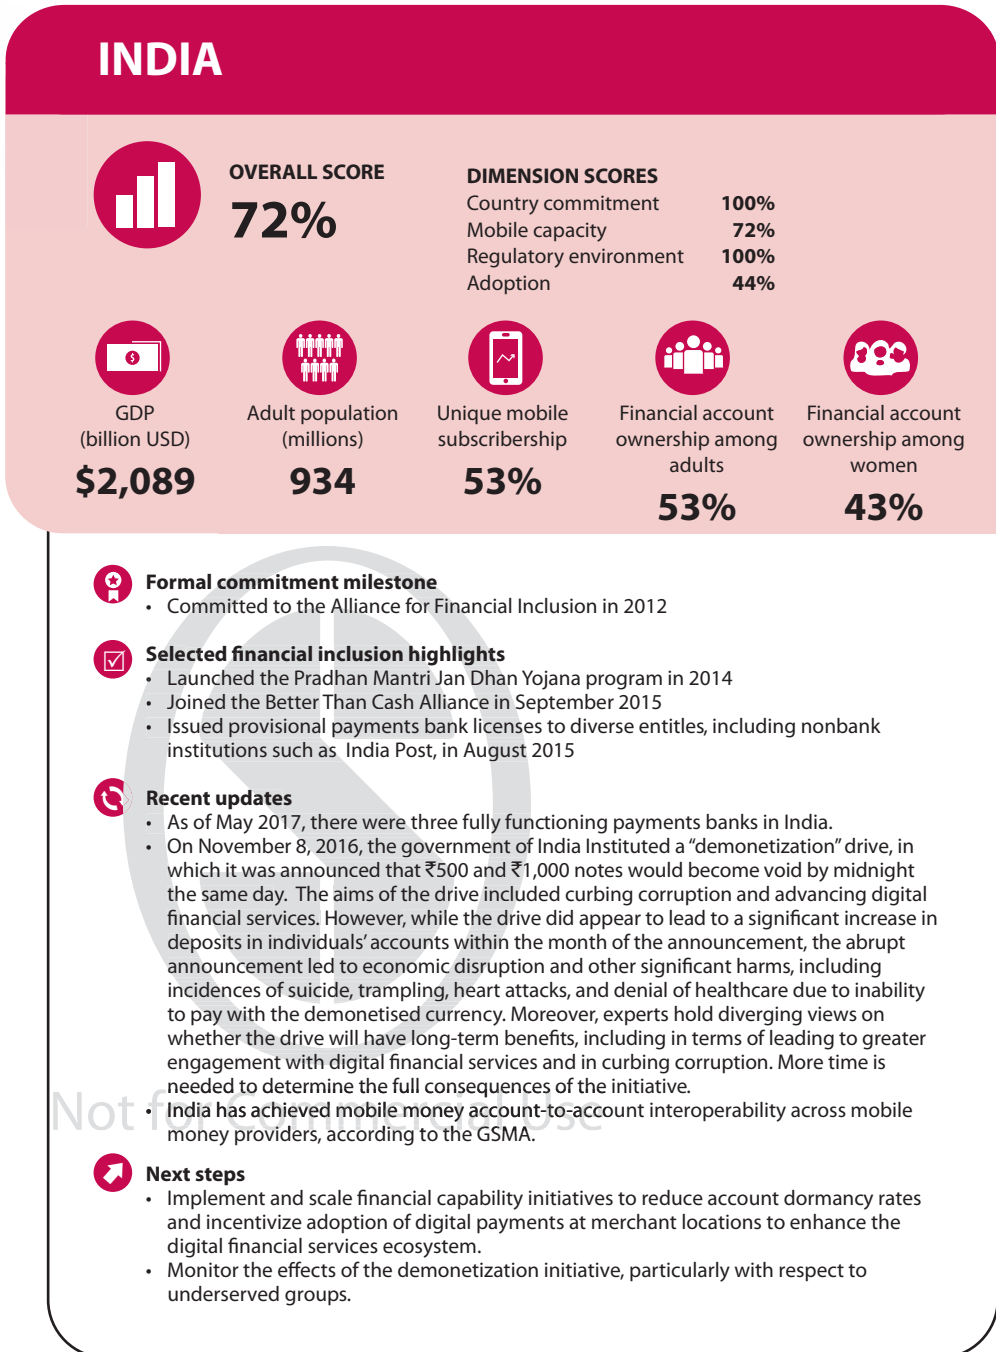 INDIA
OVERALL SCORE
72%
DIMENSION SCORES
Country commitment 100%
Mobile capacity 72%
Regulatory environment 100%
Adoption 44%
GDP
(billion USD)
$2,089
Adult population
(millions)
934
Unique mobile
subscribership
53%
Financial account
ownership among
adults
53%
Financial account
ownership among
women
43%
Formal commitment milestone
• Committed to the Alliance for Financial Inclusion in 2012
Selected financial inclusion highlights
• Launched the Pradhan Mantri Jan Dhan Yojana program in 2014
• Joined the Better Than Cash Alliance in September 2015
• Issued provisional payments bank licenses to diverse entitles, including nonbank
institutions such as India Post, in August 2015
Recent updates
• As of May 2017, there were three fully functioning payments banks in India.
• On November 8, 2016, the government of India Instituted a “demonetization” drive, in
which it was announced that ₹500 and ₹1,000 notes would become void by midnight
the same day. The aims of the drive included curbing corruption and advancing digital
financial services. However, while the drive did appear to lead to a significant increase in
deposits in individuals’ accounts within the month of the announcement, the abrupt
announcement led to economic disruption and other significant harms, including
incidences of suicide, trampling, heart attacks, and denial of healthcare due to inability
to pay with the demonetised currency. Moreover, experts hold diverging views on
whether the drive will have long-term benefits, including in terms of leading to greater
engagement with digital financial services and in curbing corruption. More time is
needed to determine the full consequences of the initiative.
• India has achieved mobile money account-to-account interoperability across mobile
money providers, according to the GSMA.
Not for Commercial Use
Next steps
• Implement and scale financial capability initiatives to reduce account dormancy rates
and incentivize adoption of digital payments at merchant locations to enhance the
digital financial services ecosystem.
• Monitor the effects of the demonetization initiative, particularly with respect to
underserved groups.